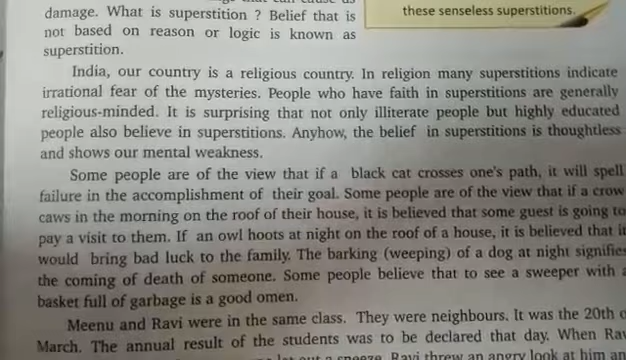 damage. What is superstition ? Belief that is
not based on reason or logic is known as
superstition.
these senseless superstitions.
India, our country is a religious country. In religion many superstitions indicate
irrational fear of the mysteries. People who have faith in superstitions are generally
religious-minded. It is surprising that not only illiterate people but highly educated
people also believe in superstitions. Anyhow, the belief in superstitions is thoughtless
and shows our mental weakness.
Some people are of the view that if a black cat crosses one's path, it will spell
failure in the accomplishment of their goal. Some people are of the view that if a crow
caws in the morning on the roof of their house, it is believed that some guest is going to
pay a visit to them. If an owl hoots at night on the roof of a house, it is believed that it
would bring bad luck to the family. The barking (weeping) of a dog at night signifies
the coming of death of someone. Some people believe that to see a sweeper with a
basket full of garbage is a good omen.
Meenu and Ravi were in the same class. They were neighbours. It was the 20th
March. The annual result of the students was to be declared that day. When
let out a sneeze. Ravi threw an angry look at him